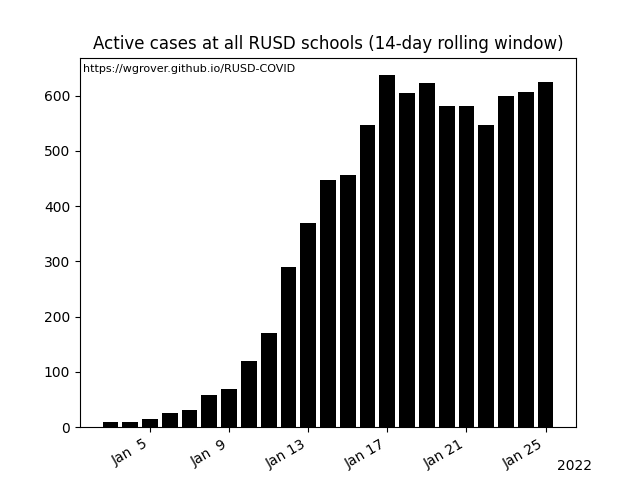 Active cases at all RUSD schools (14-day rolling window)
https://wgrover.github.io/RUSD-COVID
600
500
400
300
200
100
0
Jan 5
Jan 9
Jan 13
Jan 17
Jan 21
Jan 25
2022